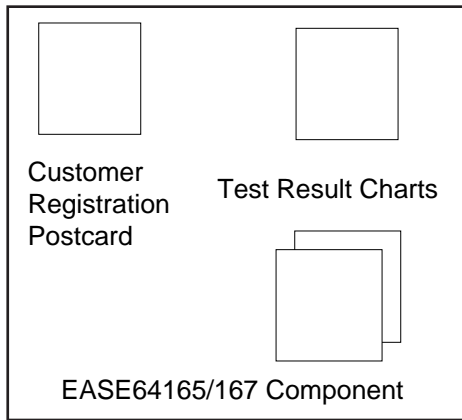 Customer
Registration
Postcard
Test Result Charts
EASE64165/167 Component